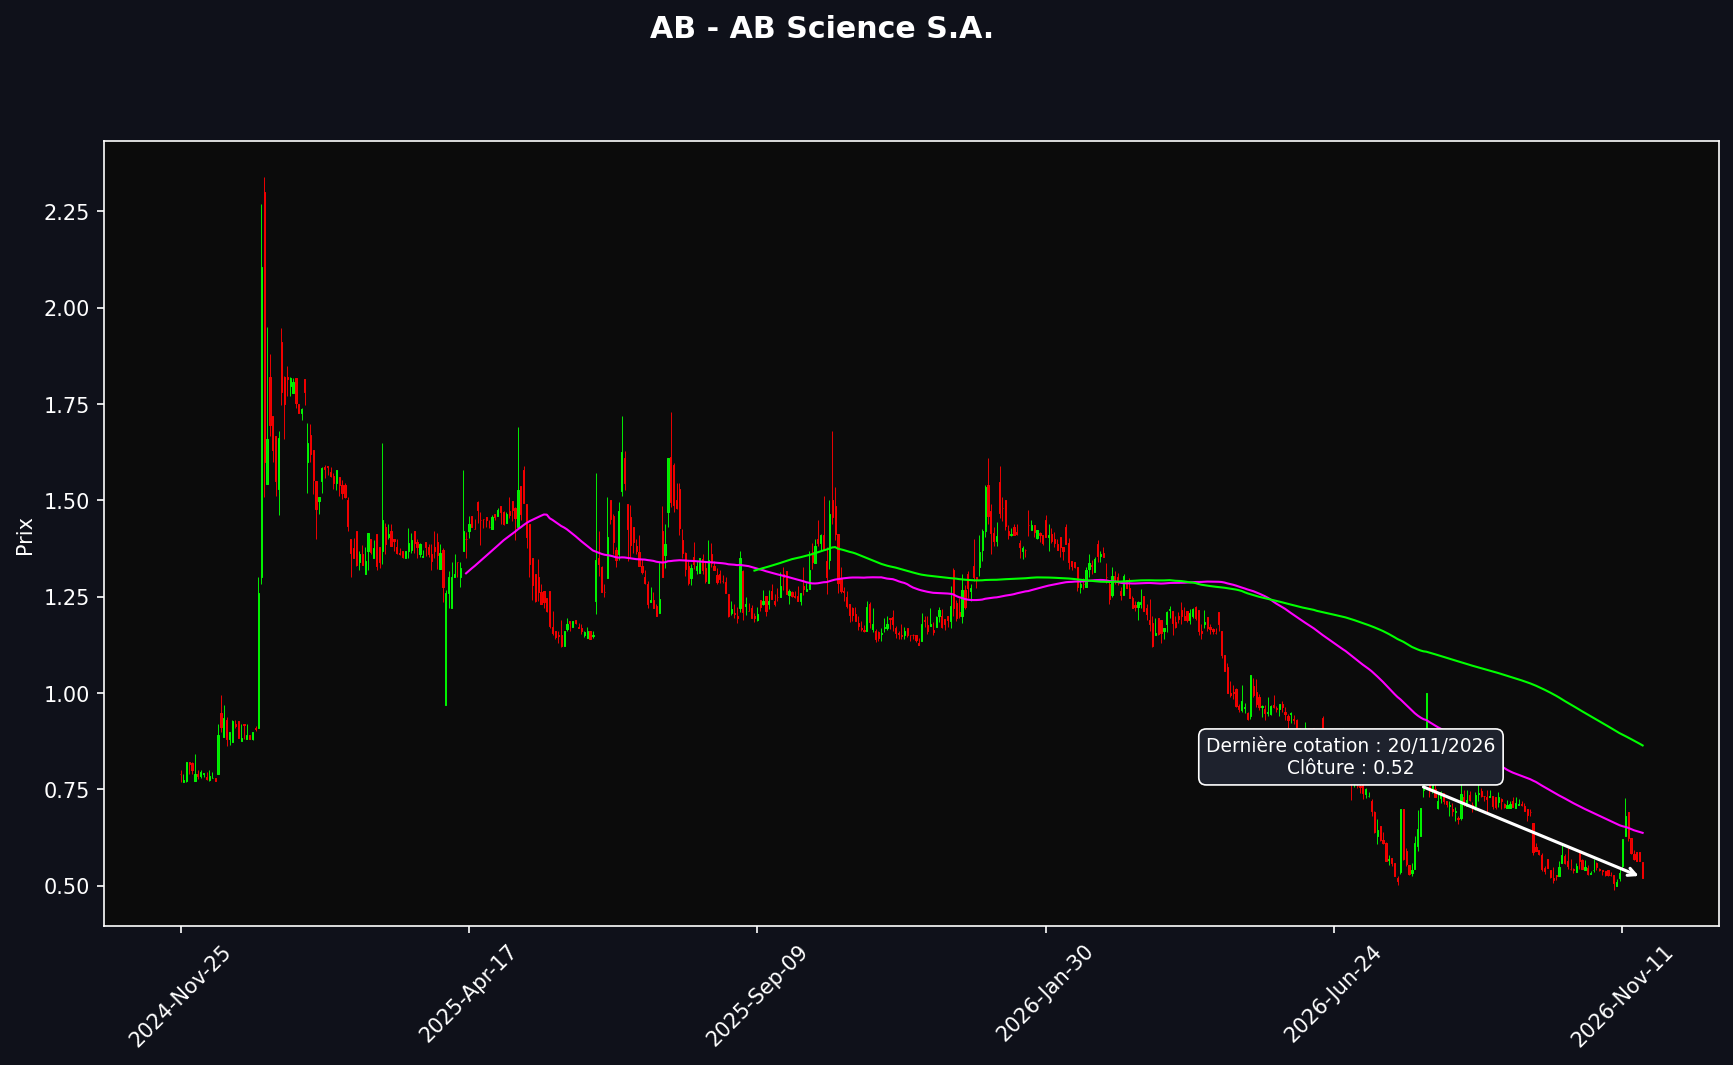 AB - AB Science S.A.
Prix
2.25
2.00
1.75
1.50
1.25
1.00
0.75
0.50
Dernière cotation : 20/11/2026
Clôture : 0.52
2024-Nov-25
2025-Apr-17
2025-Sep-09
2026-Jan-30
2026-Jun-24
2026-Nov-11